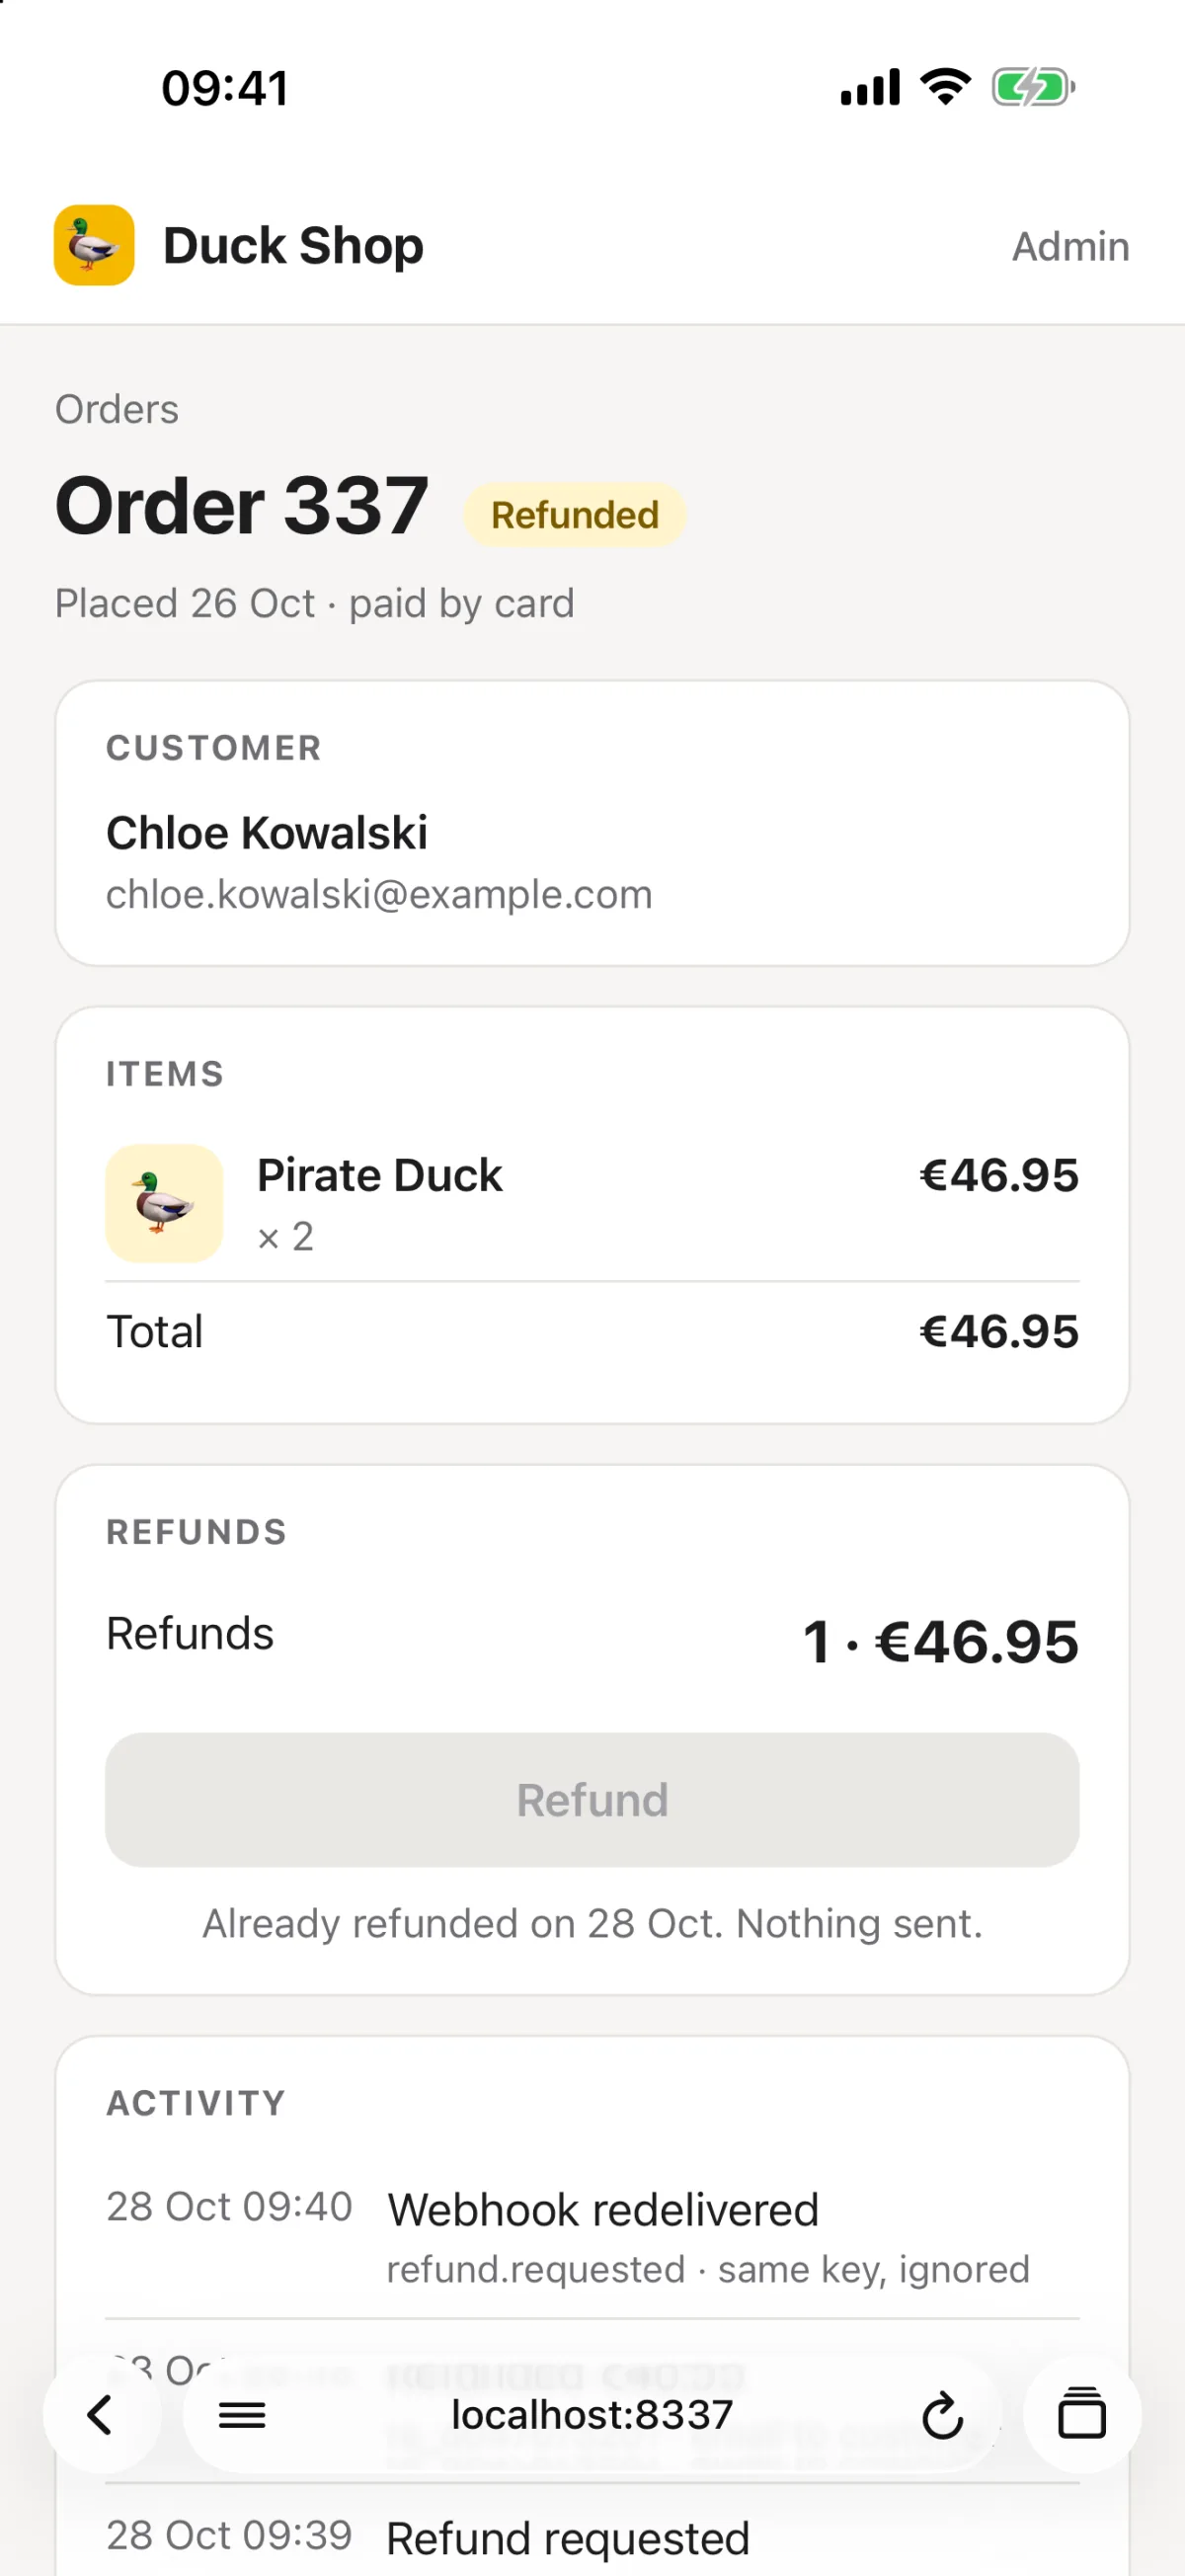 09:41
Duck Shop
Admin
Orders
Order 337
Refunded
Placed 26 Oct · paid by card
CUSTOMER
Chloe Kowalski
chloe.kowalski@example.com
ITEMS
Pirate Duck
€46.95
× 2
Total
€46.95
REFUNDS
Refunds
1 · €46.95
Refund
Already refunded on 28 Oct. Nothing sent.
ACTIVITY
28 Oct 09:40
Webhook redelivered
refund.requested · same key, ignored
localhost:8337
28 Oct 09:39
Refund requested